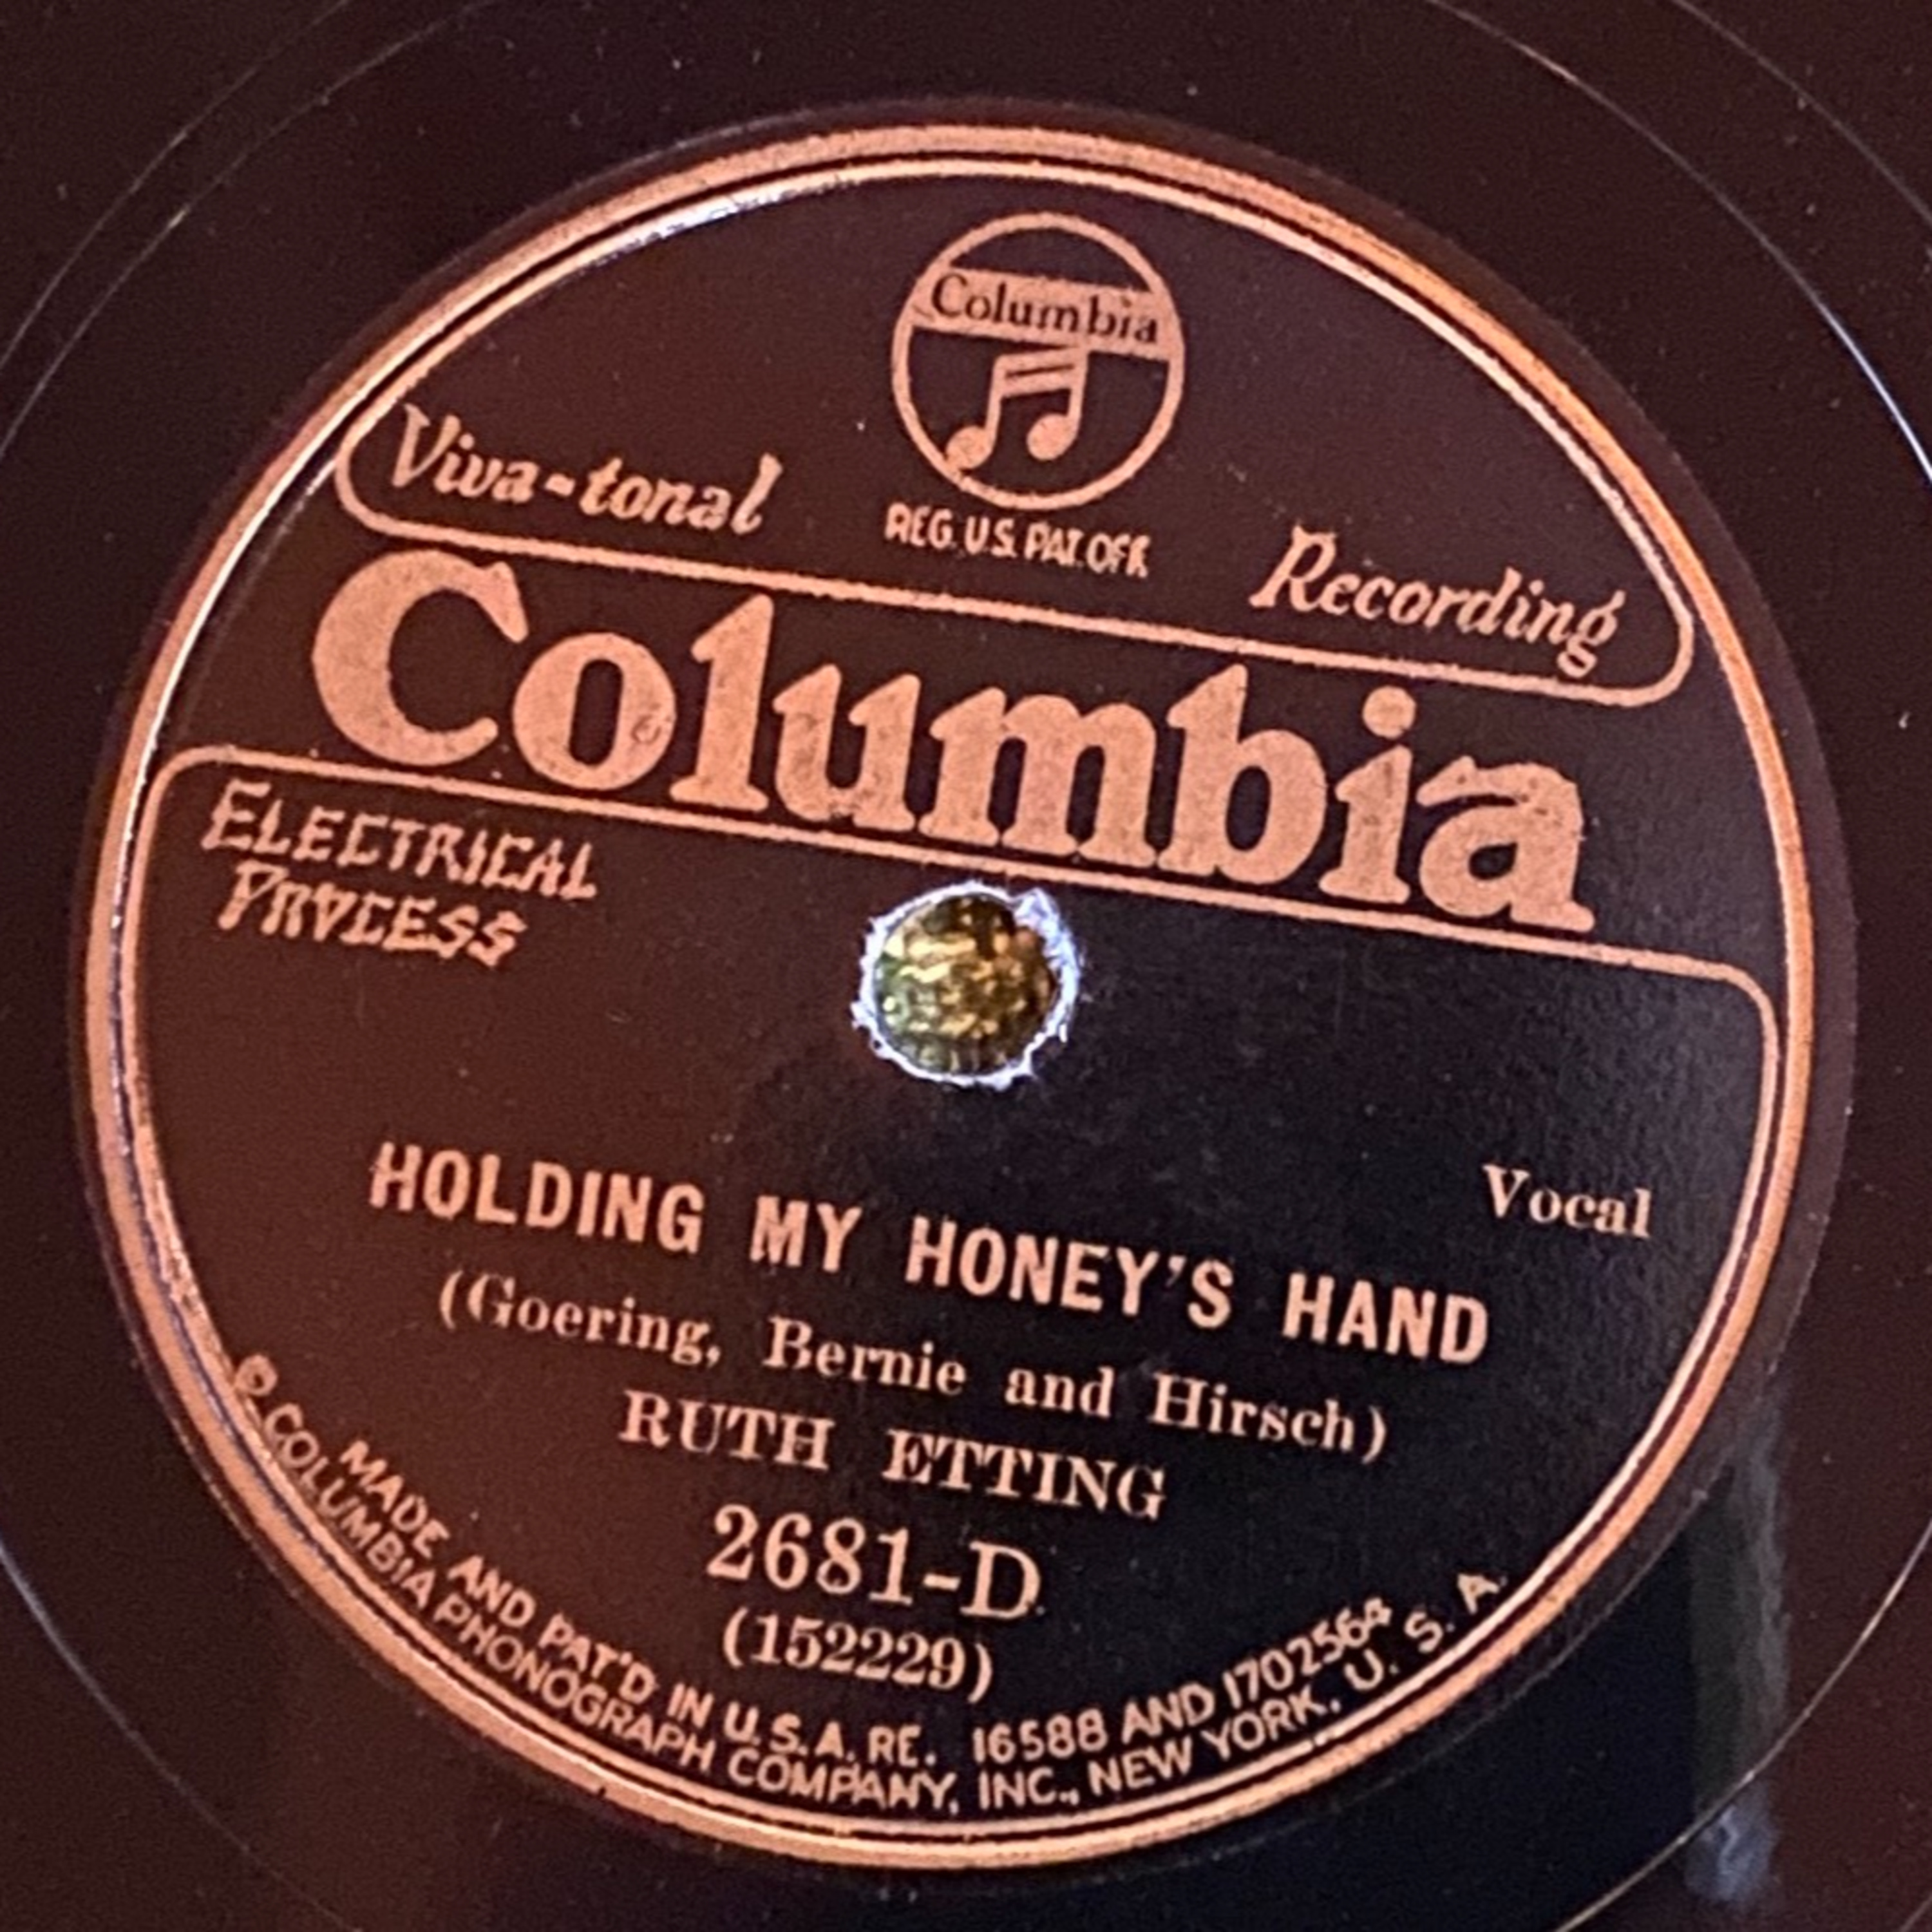 Columbia
REG. U.S. PAT. OFF.
Viva-tonal Recording
Columbia
ELECTRICAL
PROCESS
Vocal
HOLDING MY HONEY'S HAND
(Goering, Bernie and Hirsch)
RUTH ETTING
2681-D
(152229)
MADE AND PAT'D IN U.S.A. RE. 16588 AND 1702564
℗ COLUMBIA PHONOGRAPH COMPANY, INC., NEW YORK, U. S. A.